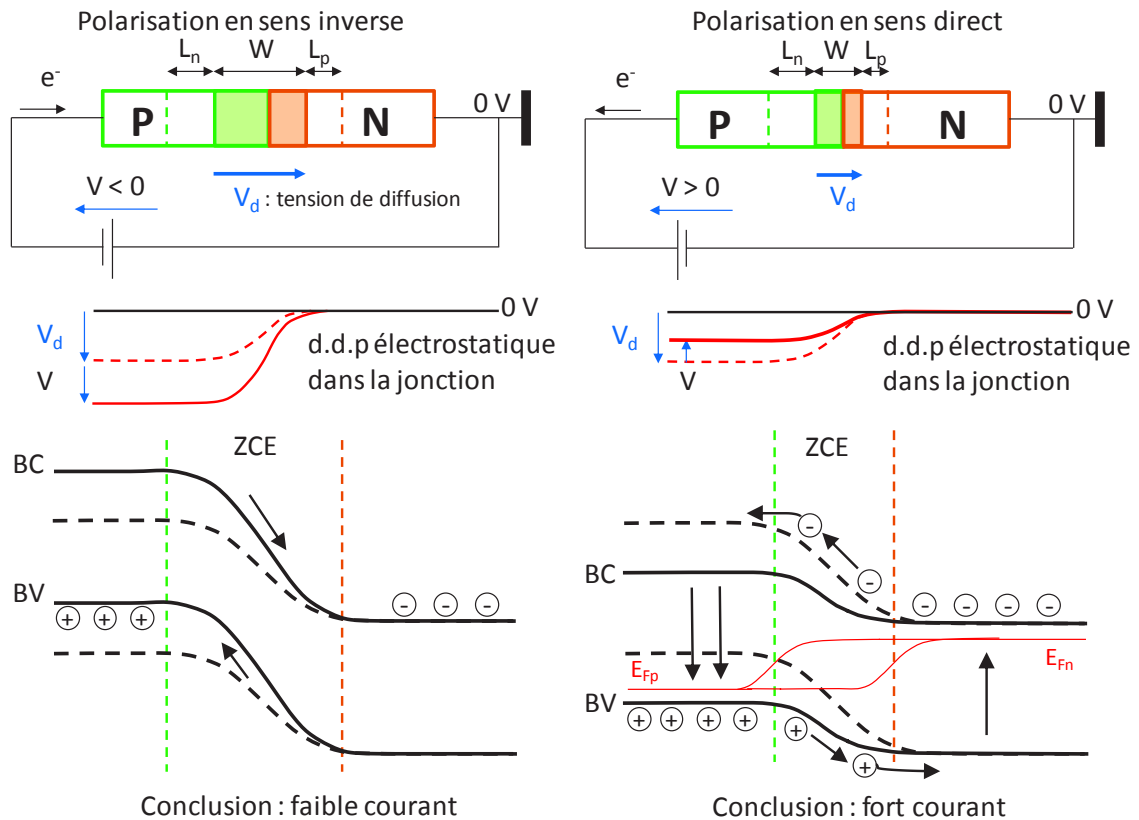 Polarisation en sens inverse
Ln W Lp
e-
P N 0 V
V < 0
Vd : tension de diffusion
0 V
Vd
V
d.d.p électrostatique
dans la jonction
ZCE
BC
BV
+ + +
- - -
Conclusion : faible courant
Polarisation en sens direct
Ln W Lp
e-
P N 0 V
V > 0
Vd
0 V
Vd
V
d.d.p électrostatique
dans la jonction
ZCE
-
-
BC
- - - -
EFp EFn
BV
+ + + + +
+
Conclusion : fort courant